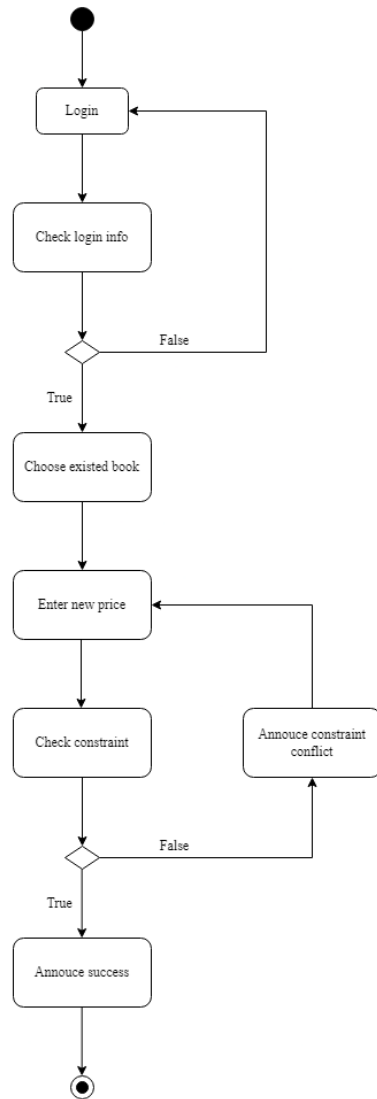 Login
Check login info
False
True
Choose existed book
Enter new price
Check constraint
Annouce constraint
conflict
False
True
Annouce success